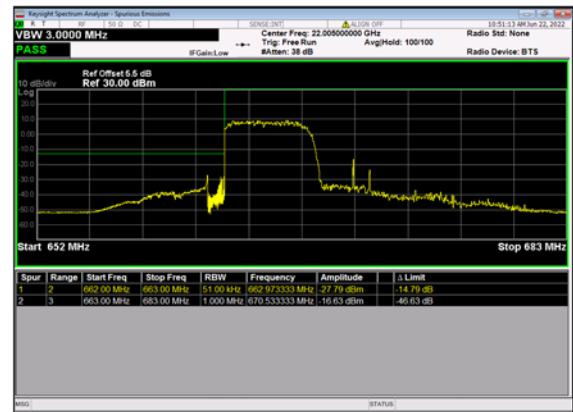 Keysight Spectrum Analyzer - Spurious Emissions
R T RF 50 Ω DC SENSE:INT ALIGN OFF 10:51:13 AM Jun 22, 2022
VBW 3.0000 MHz Center Freq: 22.005000000 GHz Radio Std: None
Trig: Free Run Avg|Hold: 100/100
PASS IFGain:Low #Atten: 38 dB Radio Device: BTS
Ref Offset 5.5 dB
10 dB/div Ref 30.00 dBm
Log
20.0
10.0
0.00
-10.0
-20.0
-30.0
-40.0
-50.0
-60.0
Start 652 MHz Stop 683 MHz
Spur Range Start Freq Stop Freq RBW Frequency Amplitude Δ Limit
1 2 662.00 MHz 663.00 MHz 51.00 kHz 662.973333 MHz -27.79 dBm -14.79 dB
2 3 663.00 MHz 683.00 MHz 1.000 MHz 670.533333 MHz -16.63 dBm -46.63 dB
MSG STATUS